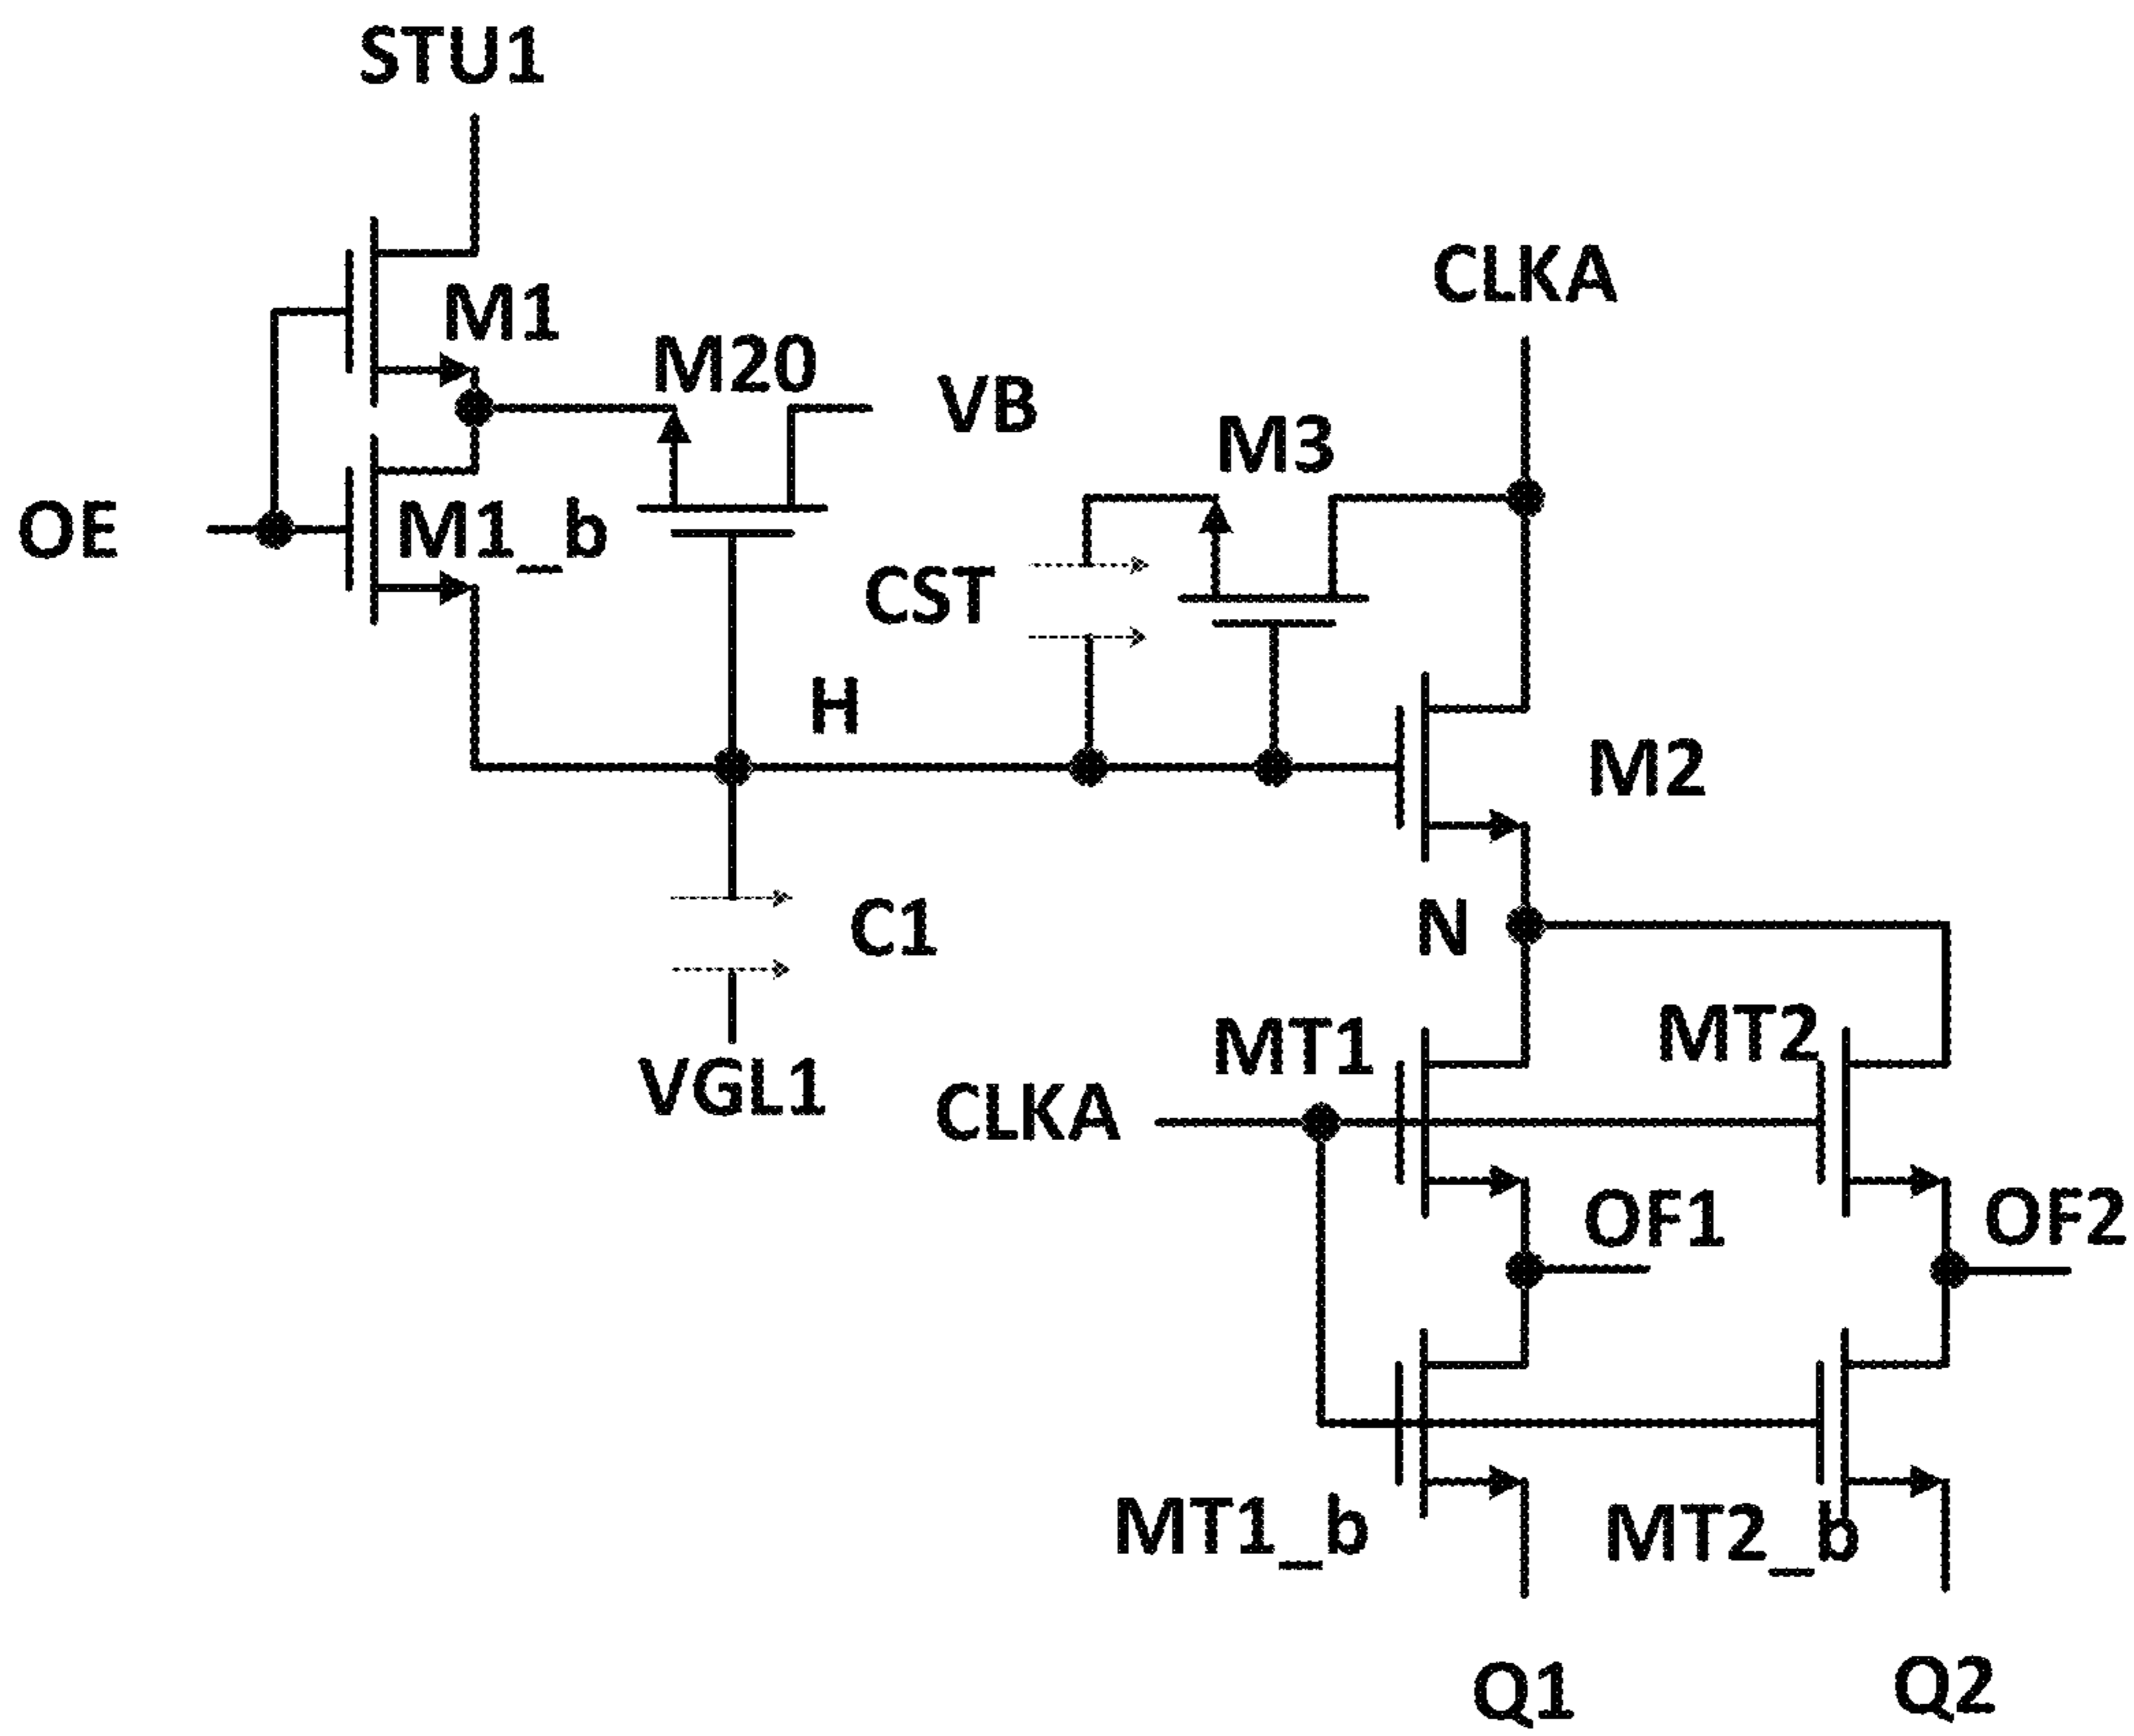 STU1
CLKA
M1
M20
VB
M3
OE
M1_b
CST
H
M2
C1
N
MT1
MT2
VGL1
CLKA
OF1
OF2
MT1_b
MT2_b
Q1
Q2